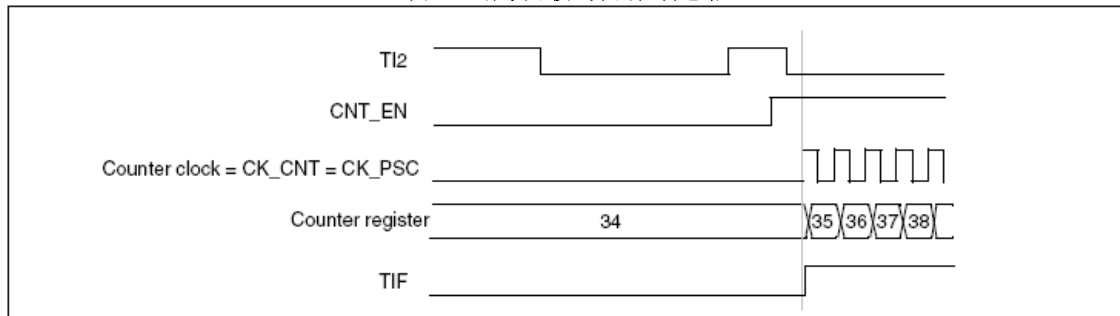 TI2
CNT_EN
Counter clock = CK_CNT = CK_PSC
Counter register 34 35 36 37 38
TIF